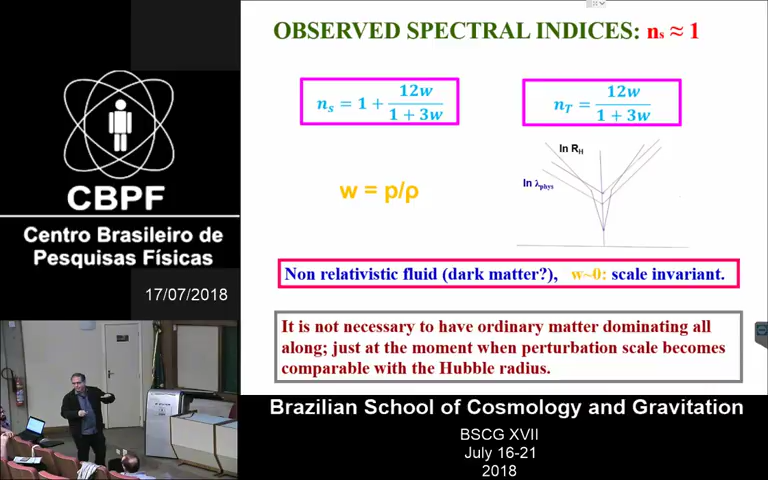 OBSERVED SPECTRAL INDICES: nₛ ≈ 1
nₛ = 1 + 12w / 1 + 3w
n_T = 12w / 1 + 3w
ln R_H
ln λ_phys
w = p/ρ
Non relativistic fluid (dark matter?), w~0: scale invariant.
It is not necessary to have ordinary matter dominating all
along; just at the moment when perturbation scale becomes
comparable with the Hubble radius.
CBPF
Centro Brasileiro de
Pesquisas Físicas
17/07/2018
Brazilian School of Cosmology and Gravitation
BSCG XVII
July 16-21
2018